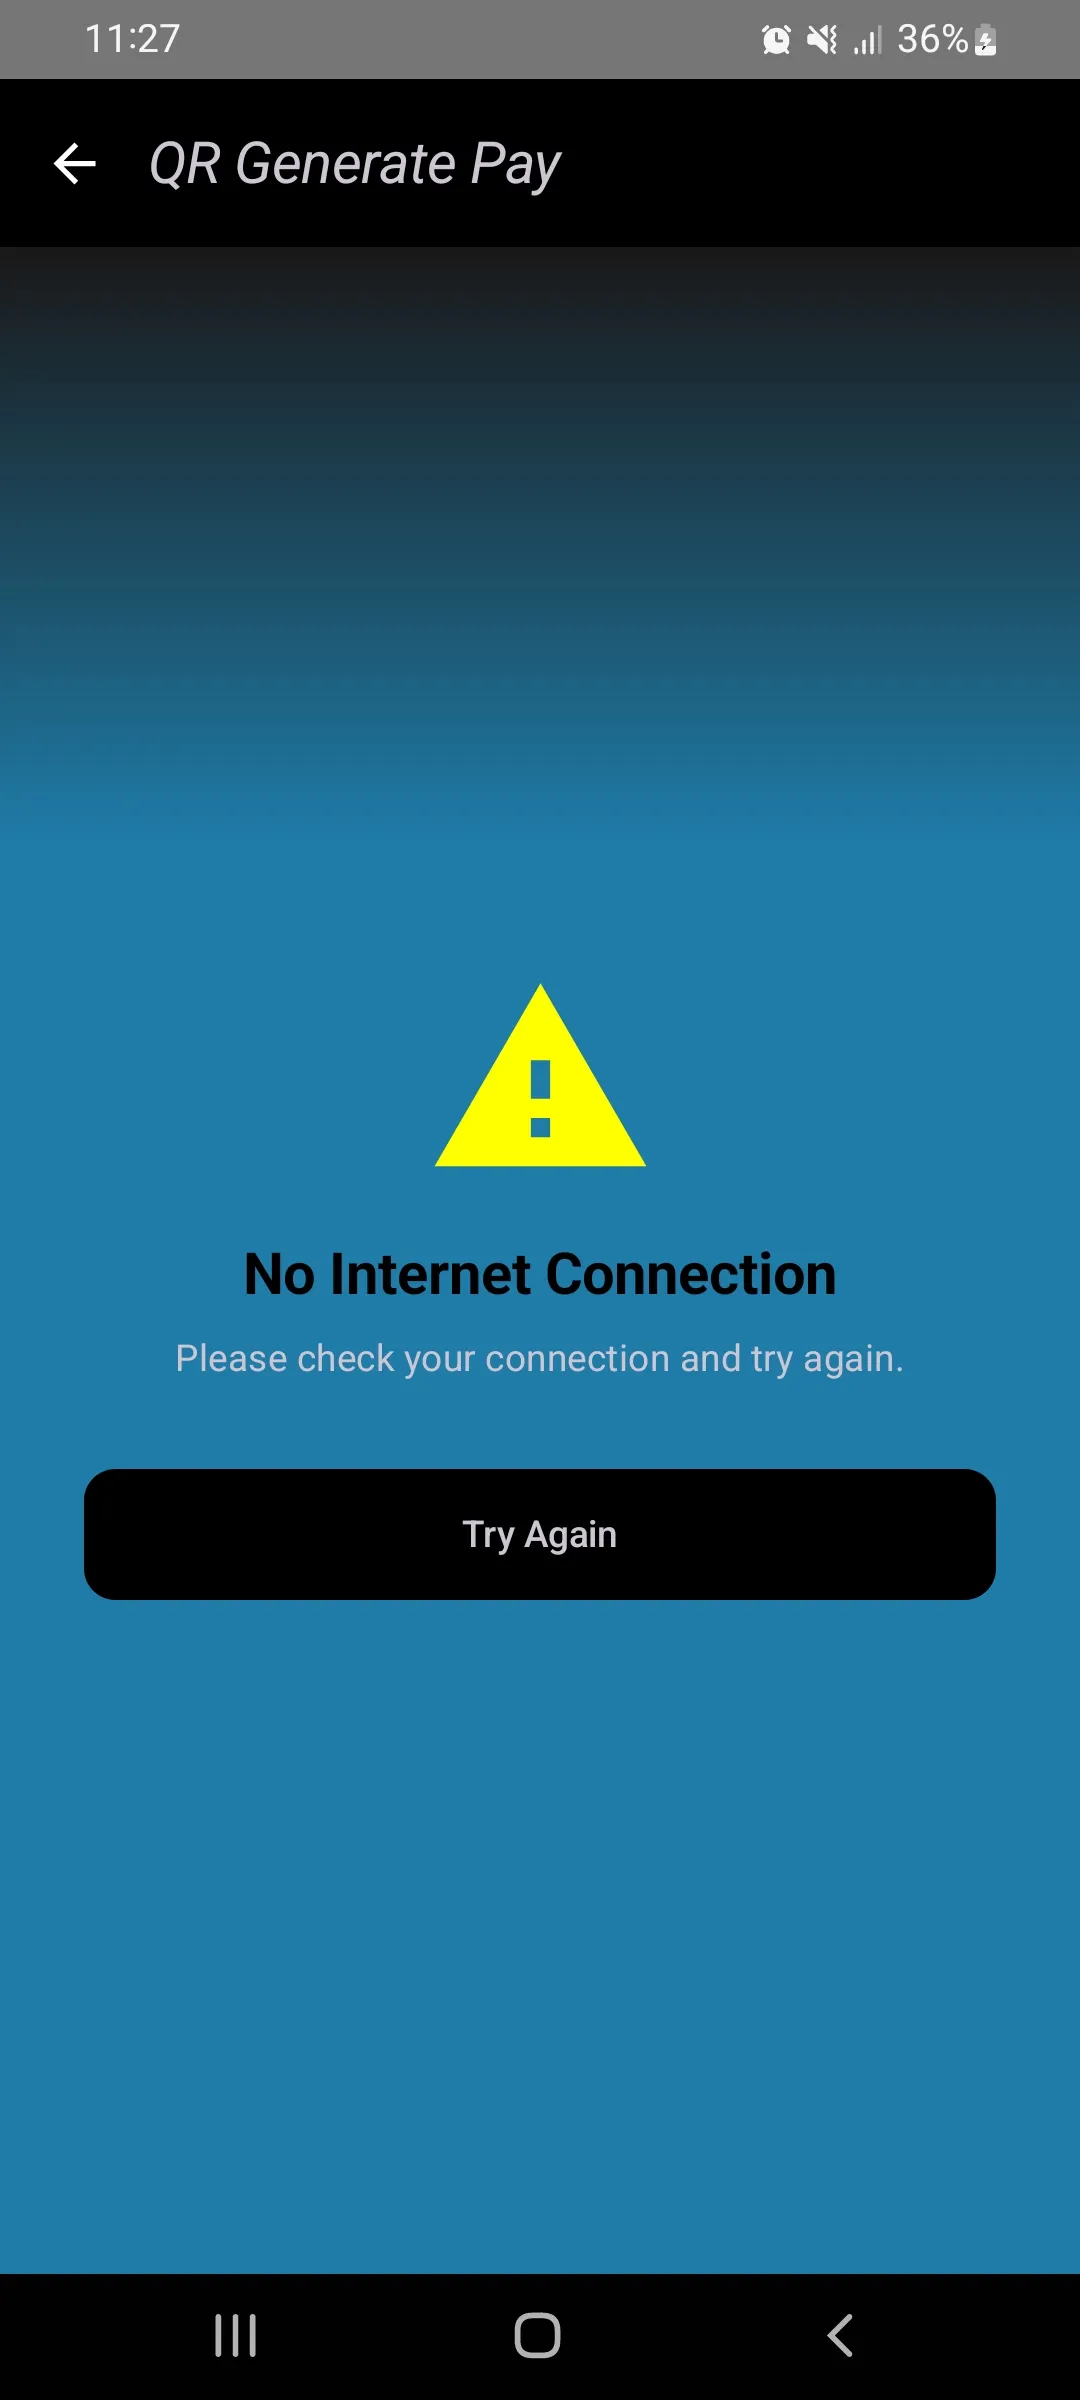 11:27 36%
QR Generate Pay
No Internet Connection
Please check your connection and try again.
Try Again